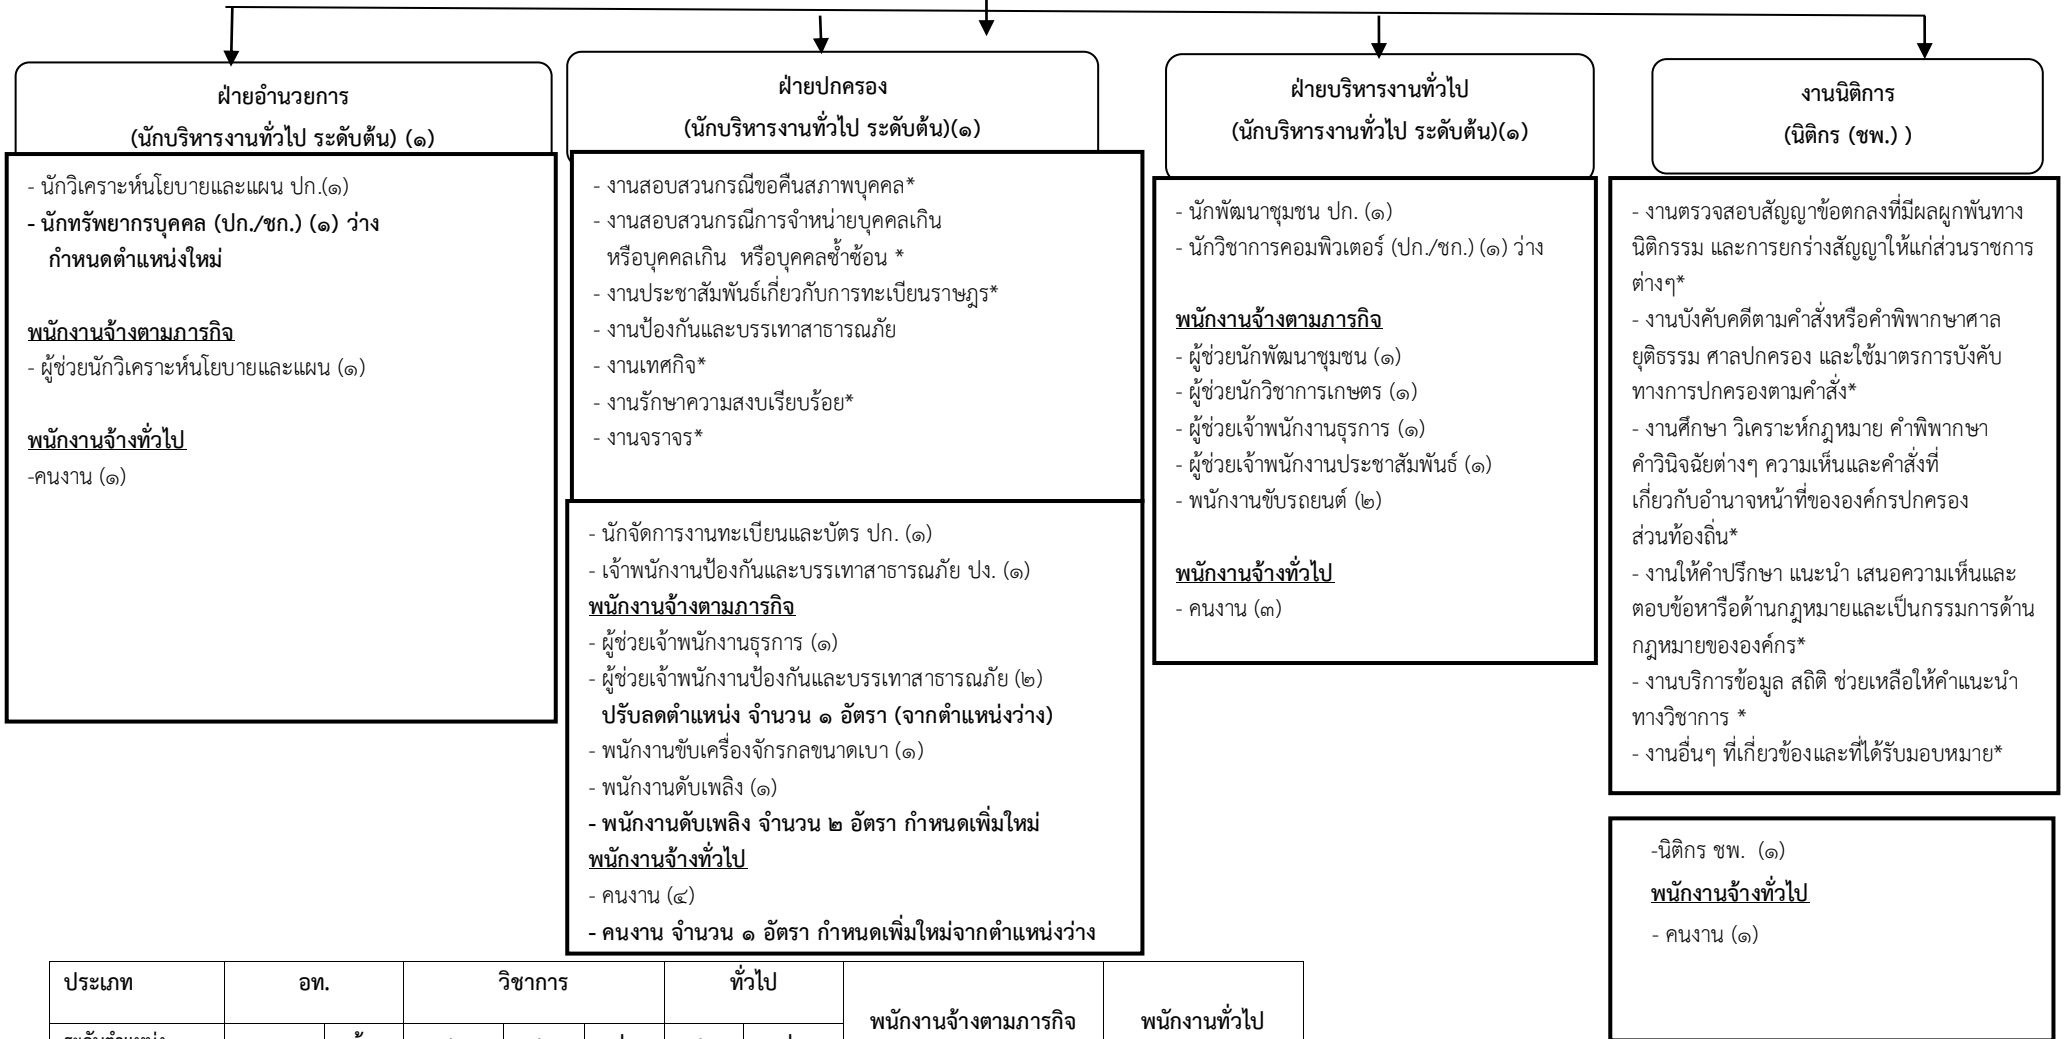 ฝ่ายอำนวยการ
(นักบริหารงานทั่วไป ระดับต้น) (๑)
- นักวิเคราะห์นโยบายและแผน ปก.(๑)
- นักทรัพยากรบุคคล (ปก./ชก.) (๑) ว่าง
กำหนดตำแหน่งใหม่
พนักงานจ้างตามภารกิจ
- ผู้ช่วยนักวิเคราะห์นโยบายและแผน (๑)
พนักงานจ้างทั่วไป
-คนงาน (๑)
ฝ่ายปกครอง
(นักบริหารงานทั่วไป ระดับต้น)(๑)
- งานสอบสวนกรณีขอคืนสภาพบุคคล*
- งานสอบสวนกรณีการจำหน่ายบุคคลเกิน
หรือบุคคลเกิน หรือบุคคลซ้ำซ้อน *
- งานประชาสัมพันธ์เกี่ยวกับการทะเบียนราษฎร*
- งานป้องกันและบรรเทาสาธารณภัย
- งานเทศกิจ*
- งานรักษาความสงบเรียบร้อย*
- งานจราจร*
- นักจัดการงานทะเบียนและบัตร ปก. (๑)
- เจ้าพนักงานป้องกันและบรรเทาสาธารณภัย ปง. (๑)
พนักงานจ้างตามภารกิจ
- ผู้ช่วยเจ้าพนักงานธุรการ (๑)
- ผู้ช่วยเจ้าพนักงานป้องกันและบรรเทาสาธารณภัย (๒)
ปรับลดตำแหน่ง จำนวน ๑ อัตรา (จากตำแหน่งว่าง)
- พนักงานขับเครื่องจักรกลขนาดเบา (๑)
- พนักงานดับเพลิง (๑)
- พนักงานดับเพลิง จำนวน ๒ อัตรา กำหนดเพิ่มใหม่
พนักงานจ้างทั่วไป
- คนงาน (๔)
- คนงาน จำนวน ๑ อัตรา กำหนดเพิ่มใหม่จากตำแหน่งว่าง
ฝ่ายบริหารงานทั่วไป
(นักบริหารงานทั่วไป ระดับต้น)(๑)
- นักพัฒนาชุมชน ปก. (๑)
- นักวิชาการคอมพิวเตอร์ (ปก./ชก.) (๑) ว่าง
พนักงานจ้างตามภารกิจ
- ผู้ช่วยนักพัฒนาชุมชน (๑)
- ผู้ช่วยนักวิชาการเกษตร (๑)
- ผู้ช่วยเจ้าพนักงานธุรการ (๑)
- ผู้ช่วยเจ้าพนักงานประชาสัมพันธ์ (๑)
- พนักงานขับรถยนต์ (๒)
พนักงานจ้างทั่วไป
- คนงาน (๓)
งานนิติการ
(นิติกร (ชพ.) )
- งานตรวจสอบสัญญาข้อตกลงที่มีผลผูกพันทาง
นิติกรรม และการยกร่างสัญญาให้แก่ส่วนราชการ
ต่างๆ*
- งานบังคับคดีตามคำสั่งหรือคำพิพากษาศาล
ยุติธรรม ศาลปกครอง และใช้มาตรการบังคับ
ทางการปกครองตามคำสั่ง*
- งานศึกษา วิเคราะห์กฎหมาย คำพิพากษา
คำวินิจฉัยต่างๆ ความเห็นและคำสั่งที่
เกี่ยวกับอำนาจหน้าที่ขององค์กรปกครอง
ส่วนท้องถิ่น*
- งานให้คำปรึกษา แนะนำ เสนอความเห็นและ
ตอบข้อหารือด้านกฎหมายและเป็นกรรมการด้าน
กฎหมายขององค์กร*
- งานบริการข้อมูล สถิติ ช่วยเหลือให้คำแนะนำ
ทางวิชาการ *
- งานอื่นๆ ที่เกี่ยวข้องและที่ได้รับมอบหมาย*
-นิติกร ชพ. (๑)
พนักงานจ้างทั่วไป
- คนงาน (๑)
ประเภท อท. วิชาการ ทั่วไป
พนักงานจ้างตามภารกิจ พนักงานทั่วไป